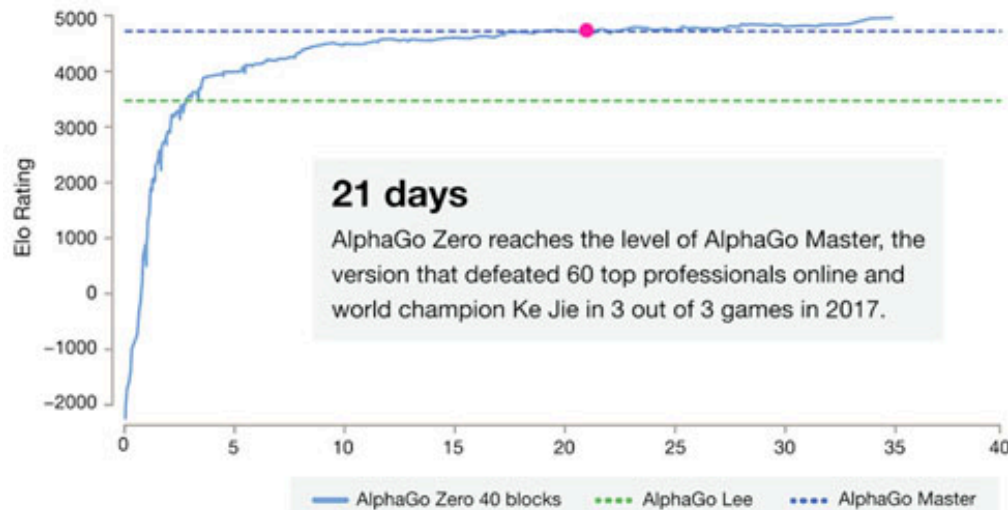 5000
4000
3000
2000
1000
0
−1000
−2000
Elo Rating
21 days
AlphaGo Zero reaches the level of AlphaGo Master, the
version that defeated 60 top professionals online and
world champion Ke Jie in 3 out of 3 games in 2017.
0 5 10 15 20 25 30 35 40
AlphaGo Zero 40 blocks AlphaGo Lee AlphaGo Master